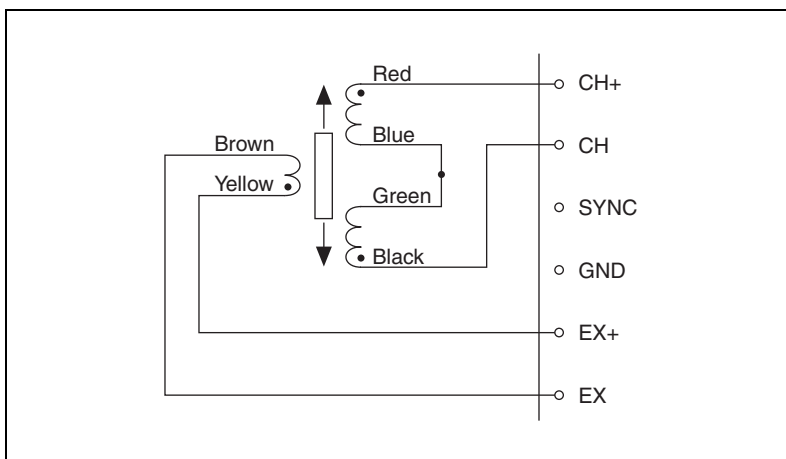 Red
CH+
Brown
Blue
CH
Yellow
Green
SYNC
Black
GND
EX+
EX